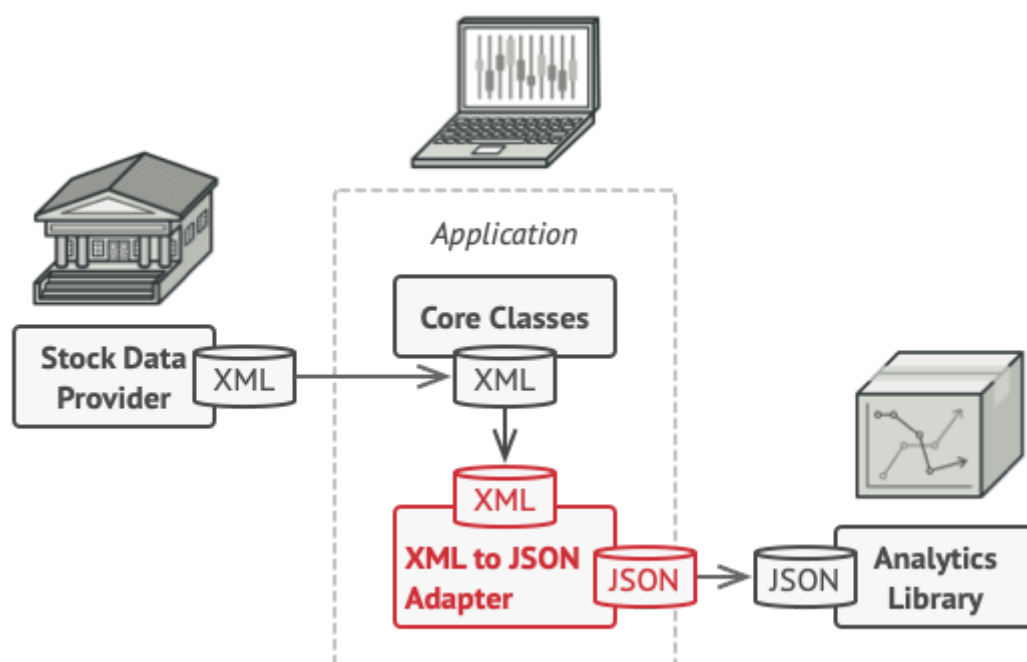 Application
Core Classes
Stock Data
Provider
XML
XML
XML
XML to JSON
Adapter
JSON
JSON
Analytics
Library